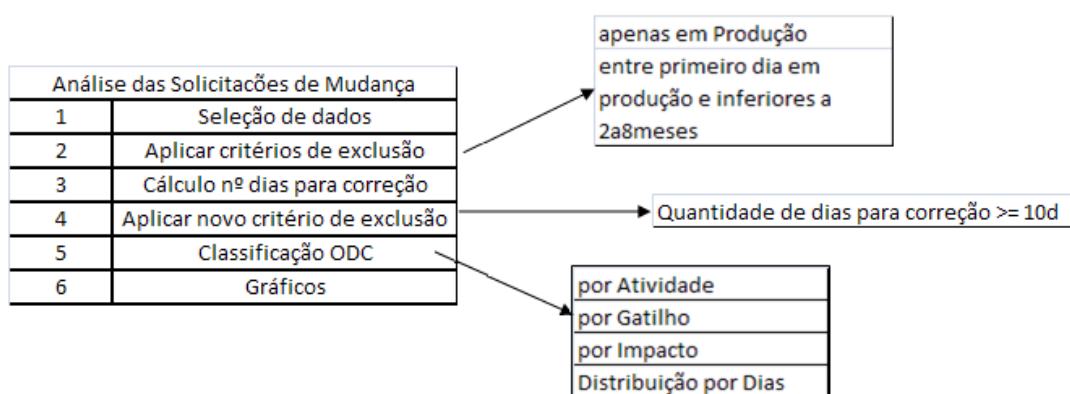 apenas em Produção
entre primeiro dia em
produção e inferiores a
2a8meses
Análise das Solicitacões de Mudança
1 Seleção de dados
2 Aplicar critérios de exclusão
3 Cálculo nº dias para correção
4 Aplicar novo critério de exclusão
5 Classificação ODC
6 Gráficos
Quantidade de dias para correção >= 10d
por Atividade
por Gatilho
por Impacto
Distribuição por Dias